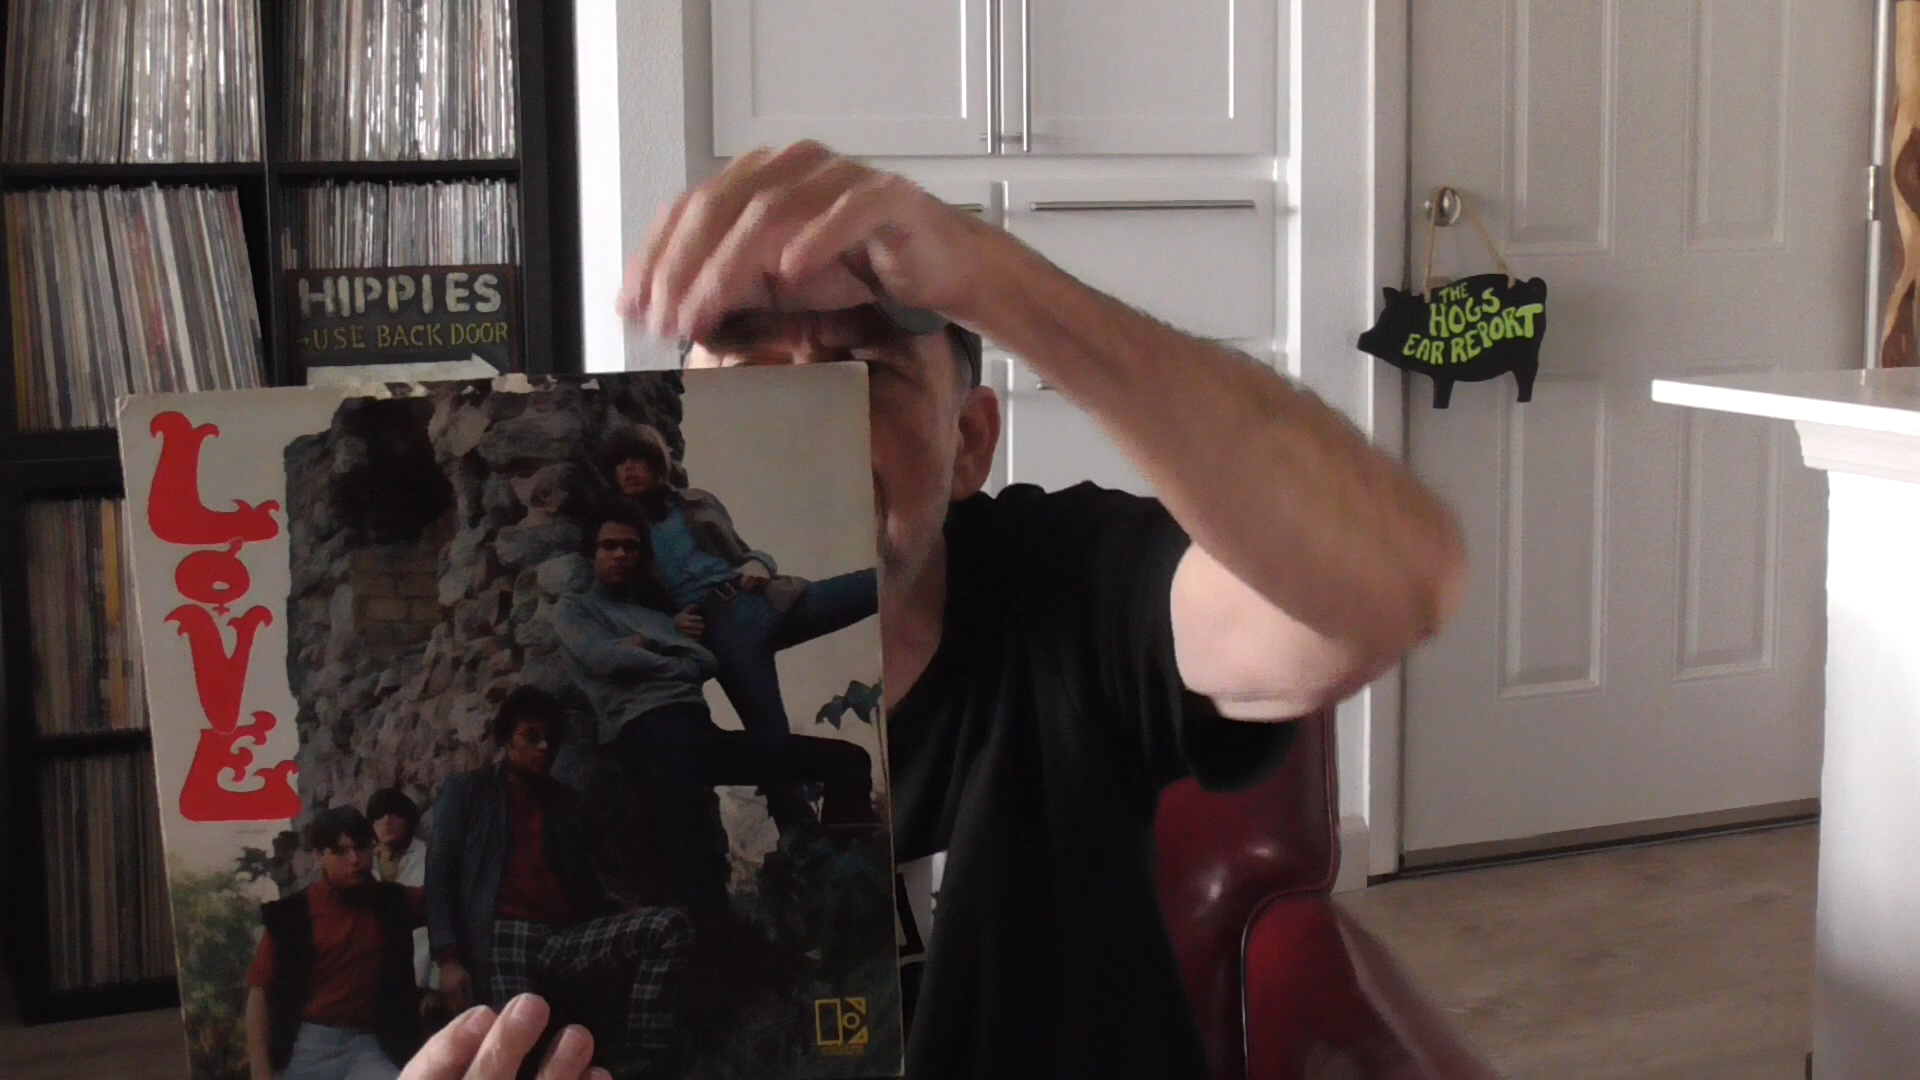 HIPPIES
USE BACK DOOR
THE
HOGS
EAR REPORT
LOVE